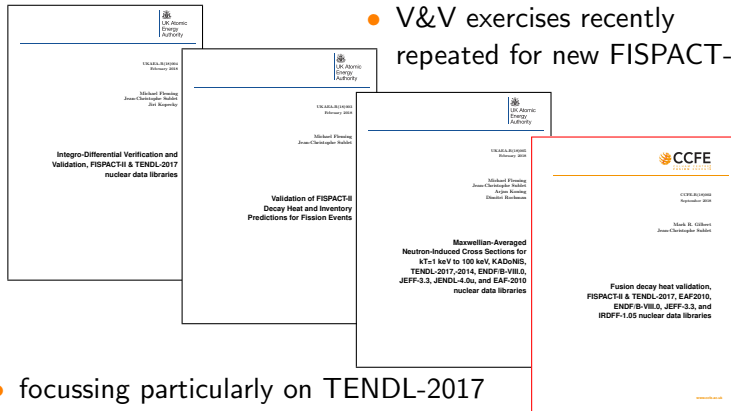 V&V exercises recently
repeated for new FISPACT-
UK Atomic
Energy
Authority
UKAEA-R(18)004
February 2018
Michael Fleming
Jean-Christophe Sublet
Jiri Kopecky
Integro-Differential Verification and
Validation, FISPACT-II & TENDL-2017
nuclear data libraries
UK Atomic
Energy
Authority
UKAEA-R(18)003
February 2018
Michael Fleming
Jean-Christophe Sublet
Validation of FISPACT-II
Decay Heat and Inventory
Predictions for Fission Events
UK Atomic
Energy
Authority
UKAEA-R(18)005
February 2018
Michael Fleming
Jean-Christophe Sublet
Arjan Koning
Dimitri Rochman
Maxwellian-Averaged
Neutron-Induced Cross Sections for
kT=1 keV to 100 keV, KADoNiS,
TENDL-2017,-2014, ENDF/B-VIII.0,
JEFF-3.3, JENDL-4.0u, and EAF-2010
nuclear data libraries
CCFE
CCFE-R(18)002
September 2018
Mark R. Gilbert
Jean-Christophe Sublet
Fusion decay heat validation,
FISPACT-II & TENDL-2017, EAF2010,
ENDF/B-VIII.0, JEFF-3.3, and
IRDFF-1.05 nuclear data libraries
focussing particularly on TENDL-2017